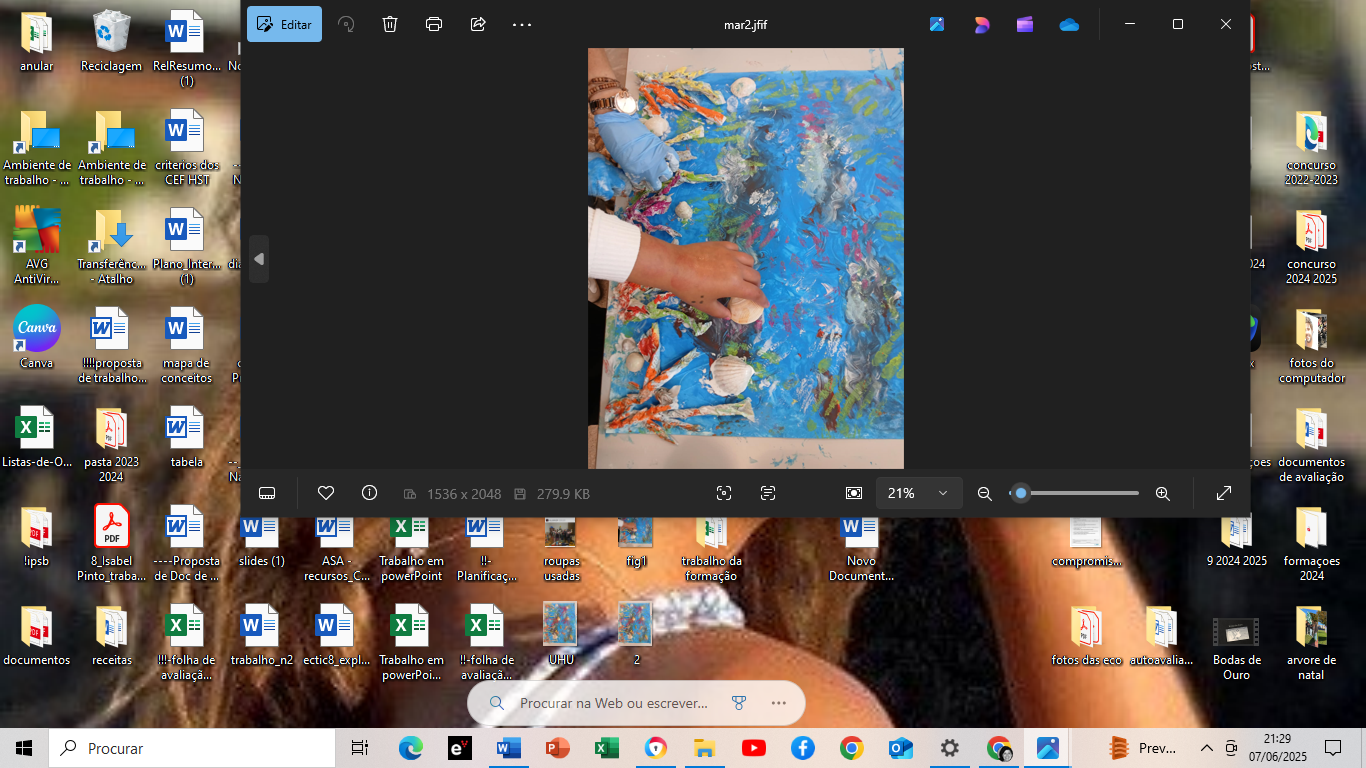 Editar
mar2.jfif
anular
Reciclagem
RelResumo...
(1)
Ambiente de
trabalho - ...
Ambiente de
trabalho - ...
criterios dos
CEF HST
AVG
AntiVir...
Transferênc...
- Atalho
Plano_Inter...
(1)
Canva
Canva
!!!!proposta
de trabalho...
mapa de
conceitos
Listas-de-O...
pasta 2023
2024
tabela
!ipsb
8_Isabel
Pinto_traba...
----Proposta
de Doc de ...
slides (1)
ASA -
recursos_C...
Trabalho em
powerPoint
!!-
Planificaç...
roupas
usadas
fig1
trabalho da
formação
Novo
Document...
compromis...
9 2024 2025
formaçoes
2024
documentos
receitas
!!!-folha de
avaliaçã...
trabalho_n2
ectic8_expl...
Trabalho em
powerPoi...
!!-folha de
avaliaçã...
UHU
2
fotos das eco
autoavalia...
Bodas de
Ouro
arvore de
natal
concurso
2022-2023
concurso
2024 2025
fotos do
computador
documentos
de avaliação
1536 x 2048
279.9 KB
21%
Procurar na Web ou escrever...
Procurar
Prev...
21:29
07/06/2025